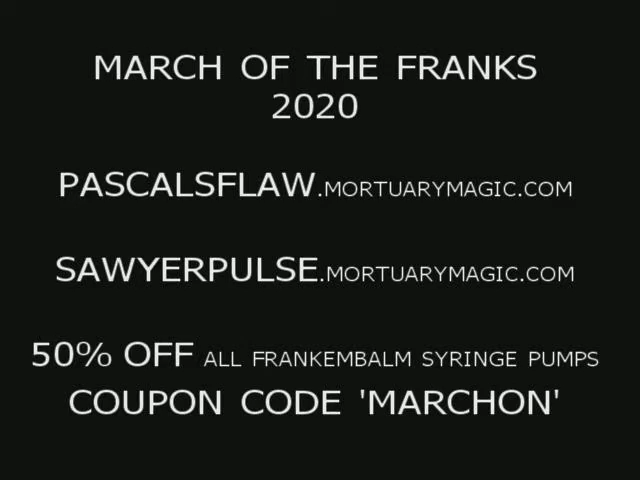 MARCH OF THE FRANKS
2020
PASCALSFLAW.MORTUARYMAGIC.COM
SAWYERPULSE.MORTUARYMAGIC.COM
50% OFF ALL FRANKEMBALM SYRINGE PUMPS
COUPON CODE 'MARCHON'